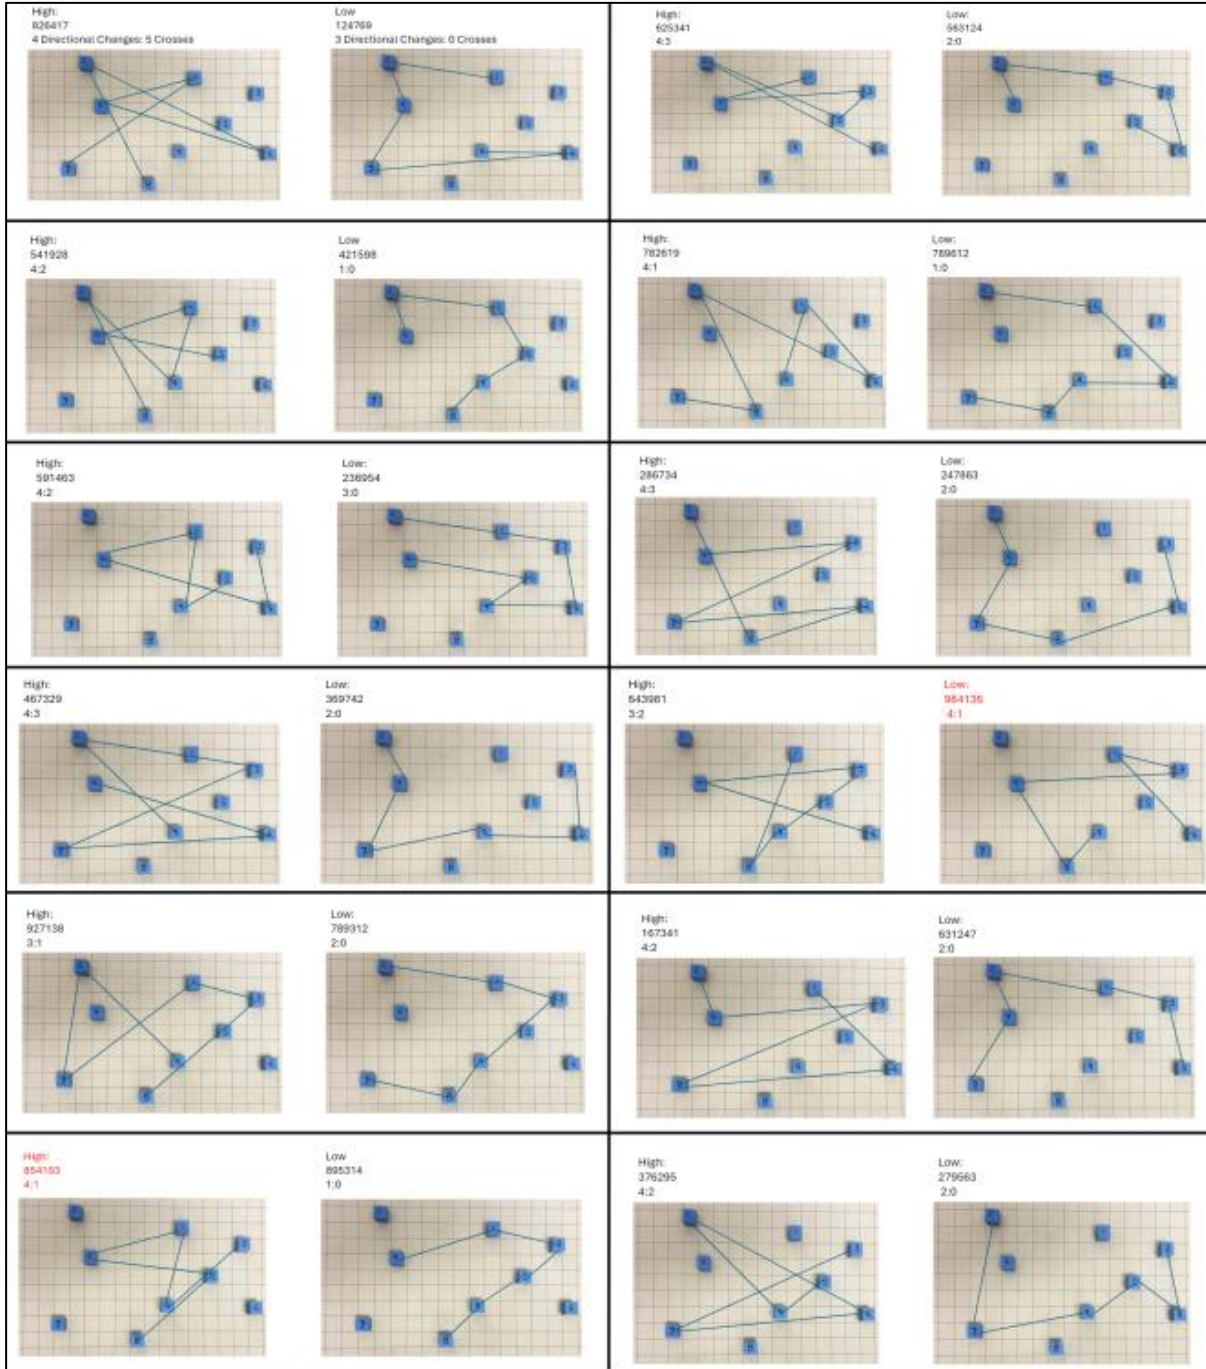 High:
826417
4 Directional Changes: 5 Crosses
Low
124769
3 Directional Changes: 0 Crosses
High:
625341
4:3
Low:
563124
2:0
High:
541928
4:2
Low
421598
1:0
High:
782619
4:1
Low:
789612
1:0
High:
591463
4:2
Low:
236954
3:0
High:
286734
4:3
Low:
247863
2:0
High:
467329
4:3
Low:
369742
2:0
High:
643981
3:2
Low:
984136
4:1
High:
927138
3:1
Low:
789312
2:0
High:
167341
4:2
Low:
631247
2:0
High:
854193
4:1
Low
895314
1:0
High:
376295
4:2
Low:
279563
2:0